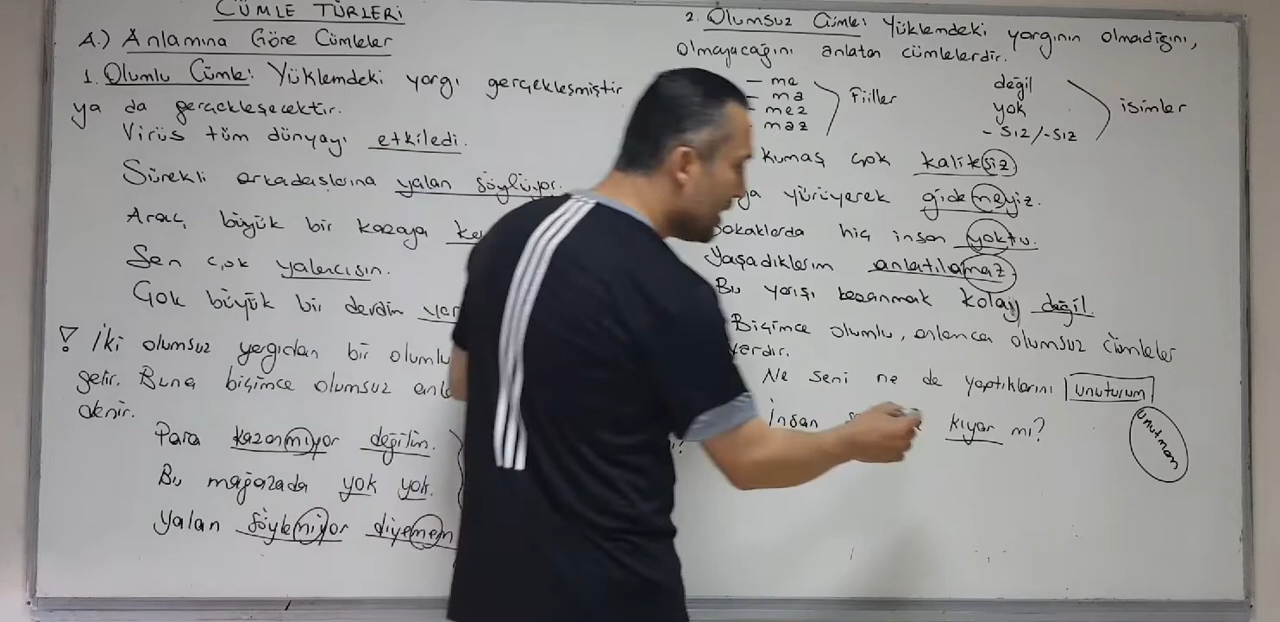 CÜMLE TÜRLERİ
A.) Anlamına Göre Cümleler
1. Olumlu Cümle: Yüklemdeki yargı gerçekleşmiştir
ya da gerçekleşecektir.
Virüs tüm dünyayı etkiledi.
Sürekli arkadaşlarına yalan söylüyor.
Araç, büyük bir kazaya
Sen çok yalancısın.
Çok büyük bir derdim
! İki olumsuz yargıdan bir olumlu
getir. Buna biçimce olumsuz
denir.
Para kazanmıyor değilim.
Bu mağazada yok yok.
Yalan söylemiyor diyemem
2. Olumsuz Cümle: Yüklemdeki yargının olmadığını,
olmayacağını anlatan cümlelerdir.
- me
- ma
- mez
maz
Fiiller
değil
yok
- siz/-sız
isimler
kumaş çok kalitesiz
yürüyerek gidemeyiz.
Sokaklarda hiç insan yoktu.
Yaşadıklarım anlatılamaz.
Bu yarışı kazanmak kolay değil.
Biçimce olumlu, anlamca olumsuz cümleler
vardır.
Ne seni ne de yaptıklarını unuturum
unutmam
İnsan kıyar mı?